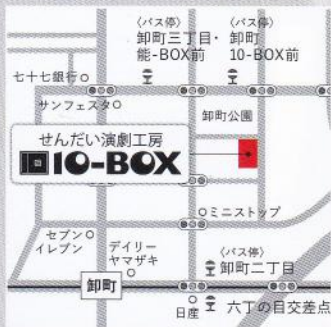 〈バス停〉
卸町三丁目・
能-BOX前
〈バス停〉
卸町
10-BOX前
七十七銀行
サンフェスタ
卸町公園
せんだい演劇工房
10-BOX
ミニストップ
セブン
イレブン
デイリー
ヤマザキ
〈バス停〉
卸町二丁目
卸町
日産
六丁の目交差点